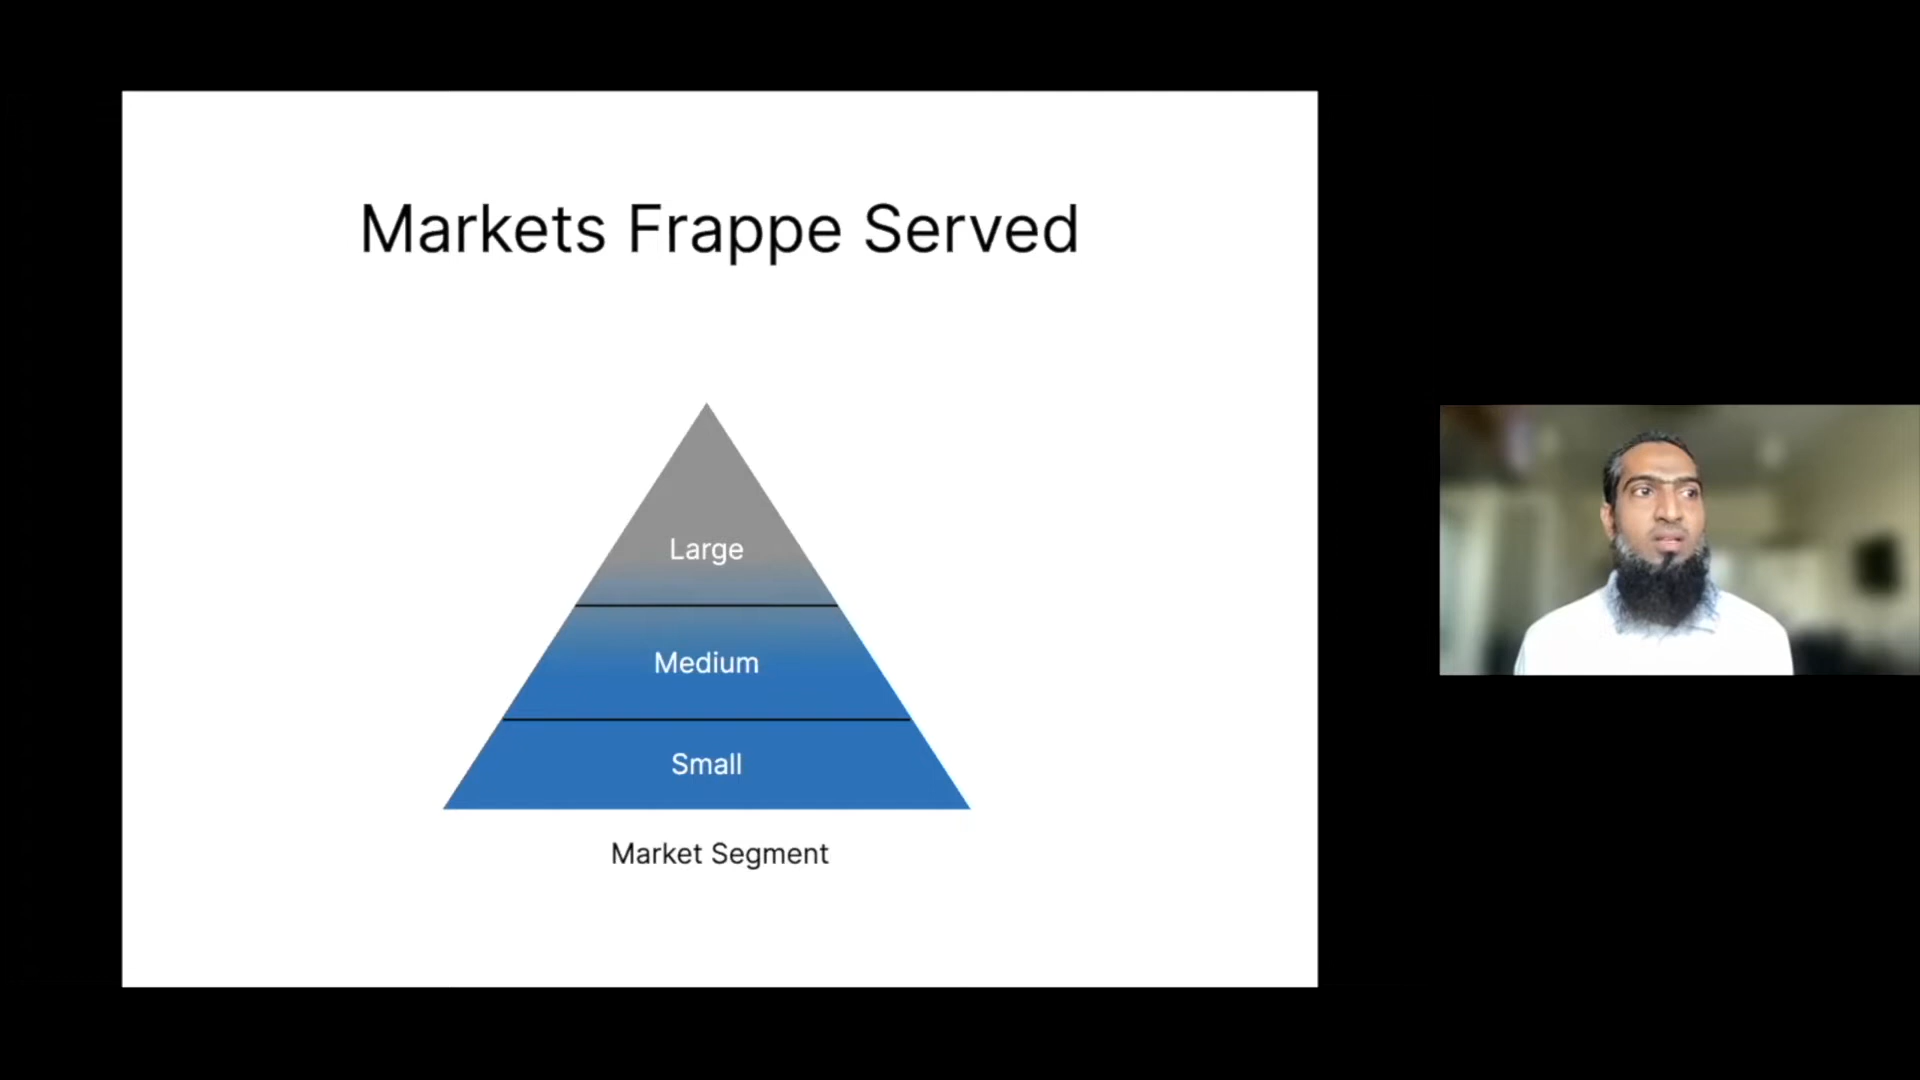 Markets Frappe Served
Large
Medium
Small
Market Segment